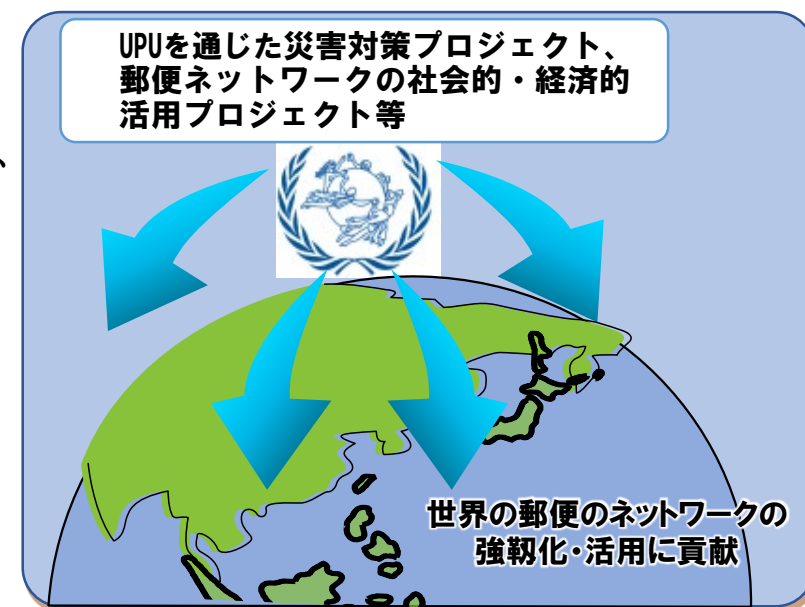 UPUを通じた災害対策プロジェクト、
郵便ネットワークの社会的・経済的
活用プロジェクト等
、
世界の郵便のネットワークの
強靱化・活用に貢献